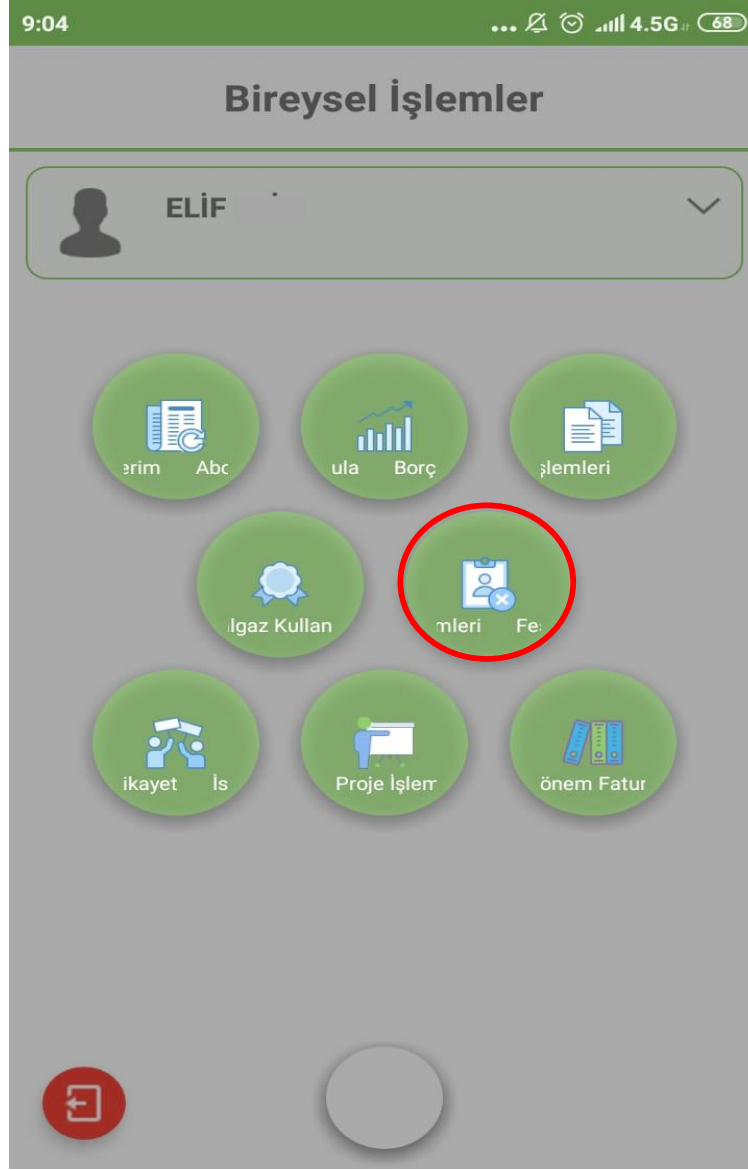 9:04 ... 4.5G 68
Bireysel İşlemler
ELİF
erim Abo
ula Borç
şlemleri
lgaz Kullan
mleri Fe
ikayet İs
Proje İşlem
önem Fatur